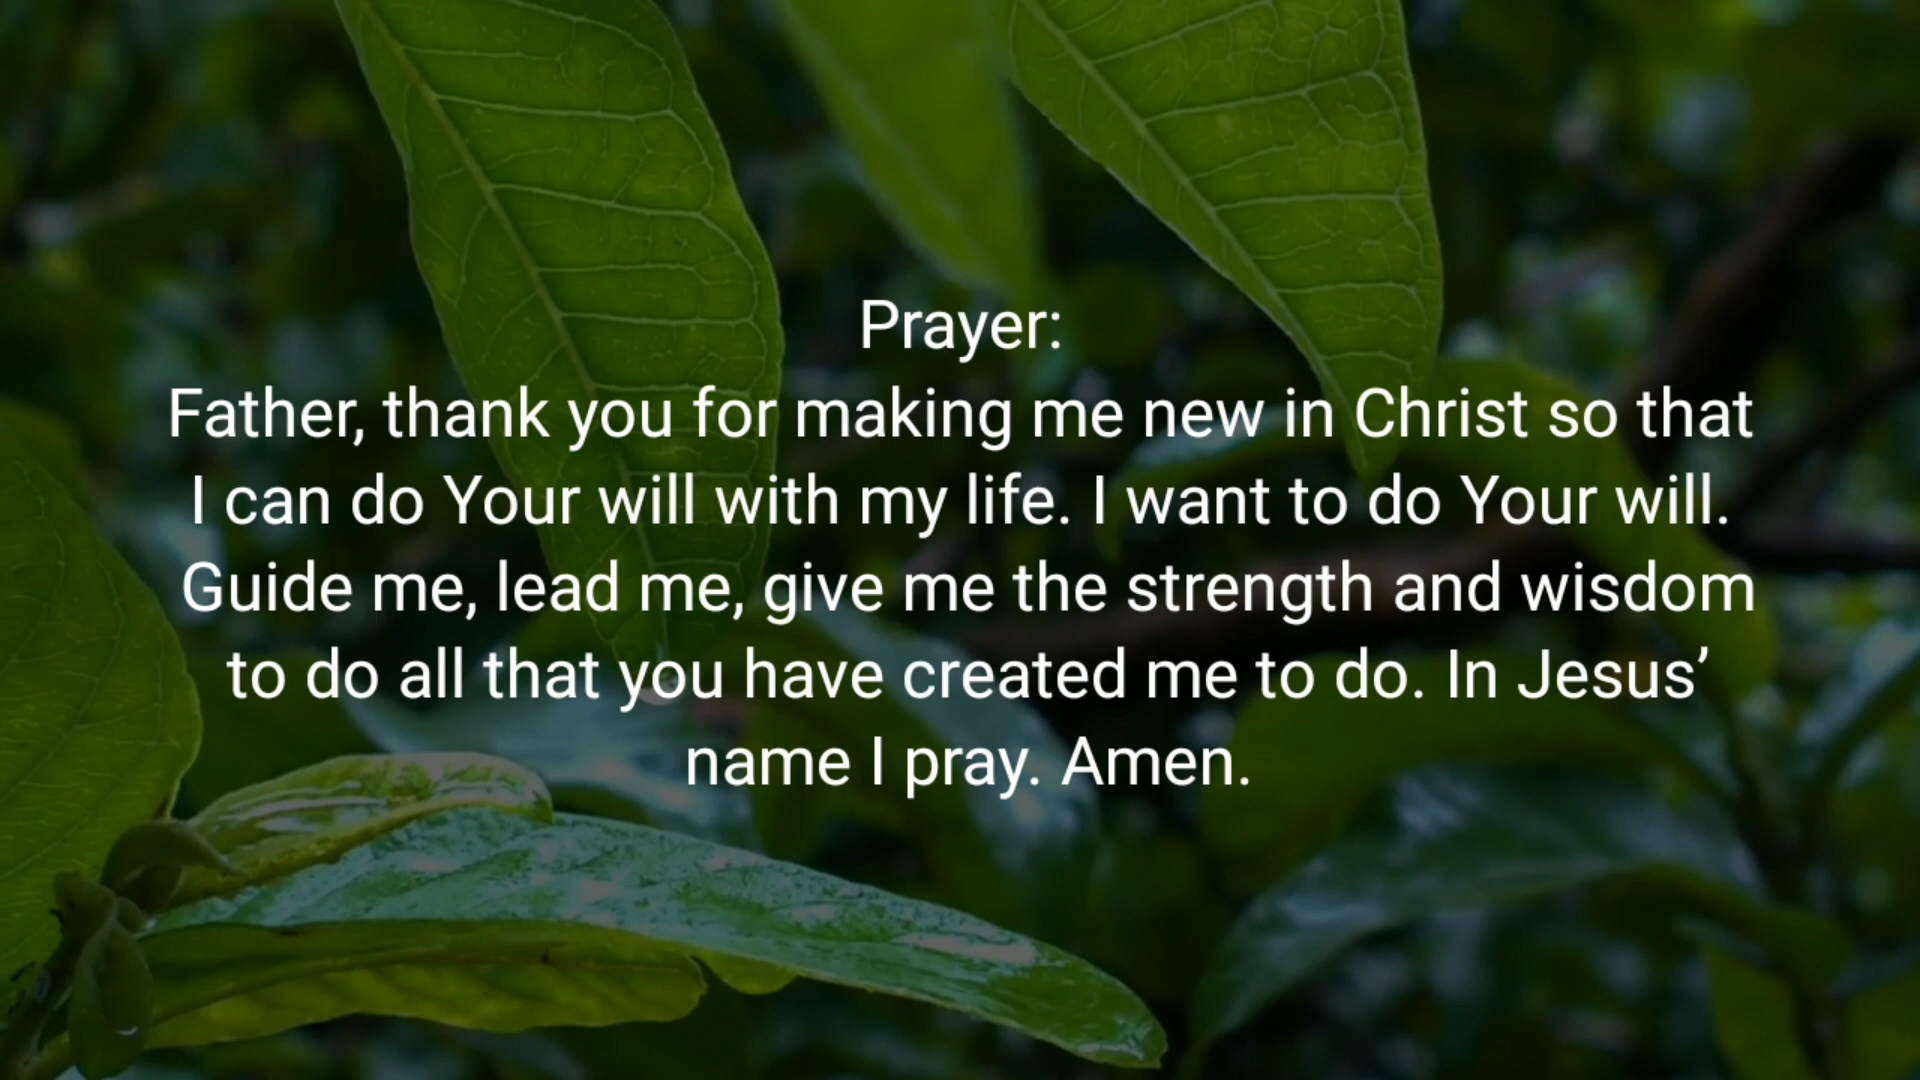 Prayer:
Father, thank you for making me new in Christ so that
I can do Your will with my life. I want to do Your will.
Guide me, lead me, give me the strength and wisdom
to do all that you have created me to do. In Jesus’
name I pray. Amen.